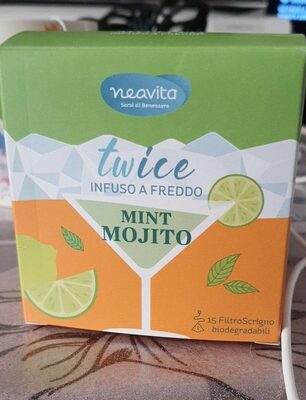 neavita
Sorsi di Benessere
twice
INFUSO A FREDDO
MINT
MOJITO
15 FiltroScrigno
biodegradabili